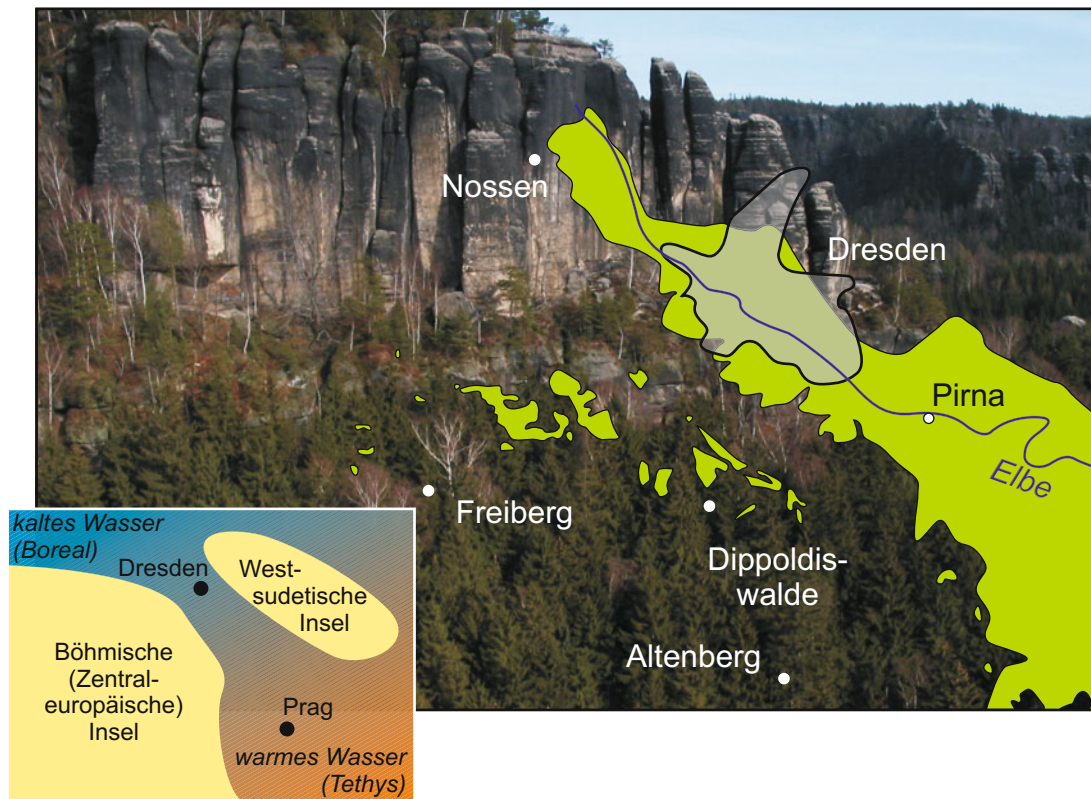 Nossen
Dresden
Pirna
Elbe
Freiberg
Dippoldis-
walde
Altenberg
kaltes Wasser
(Boreal)
Dresden
West-
sudetische
Insel
Böhmische
(Zentral-
europäische)
Insel
Prag
warmes Wasser
(Tethys)